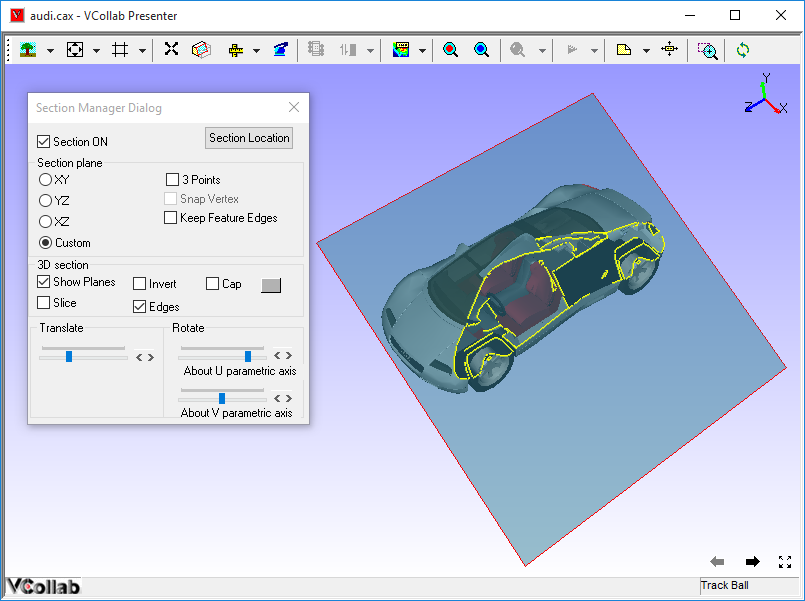 audi.cax - VCollab Presenter
Y
Z
X
Section Manager Dialog
Section ON
Section Location
Section plane
XY
3 Points
YZ
Snap Vertex
XZ
Keep Feature Edges
Custom
3D section
Show Planes
Invert
Cap
Slice
Edges
Translate
Rotate
< >
< >
About U parametric axis
< >
About V parametric axis
VCollab
Track Ball